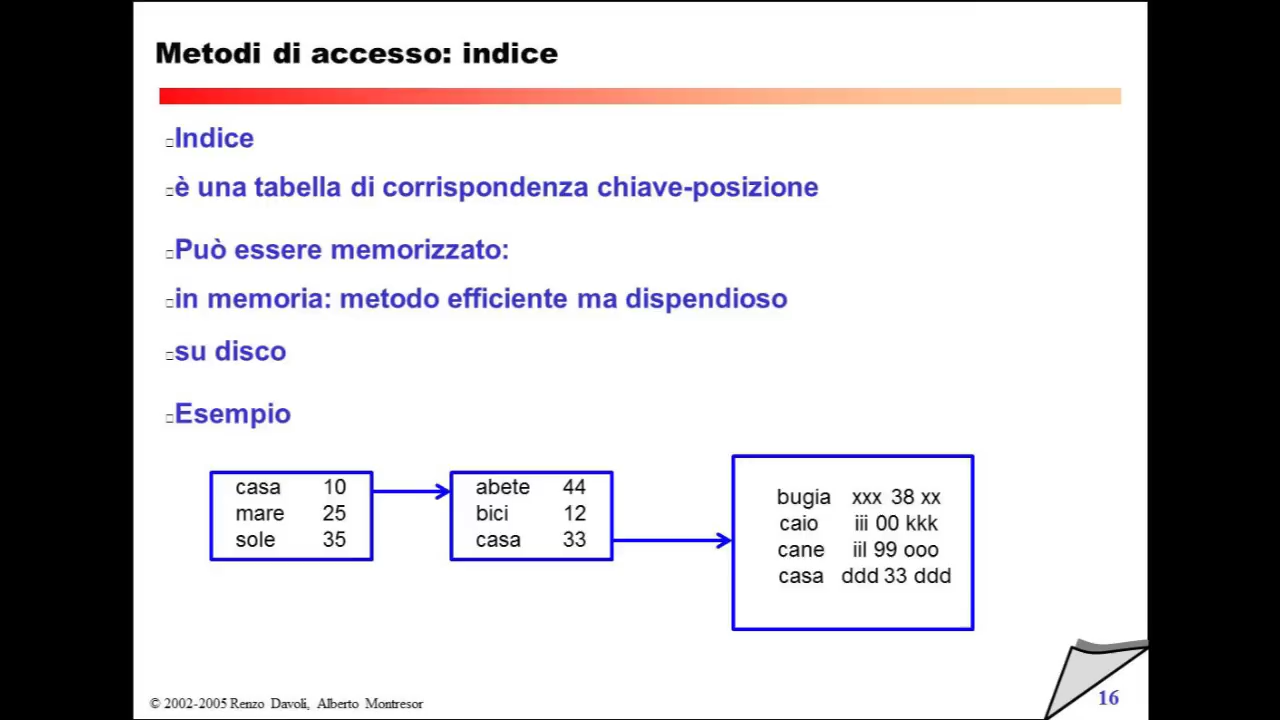 Metodi di accesso: indice
Indice
è una tabella di corrispondenza chiave-posizione
Può essere memorizzato:
in memoria: metodo efficiente ma dispendioso
su disco
Esempio
casa 10
mare 25
sole 35
abete 44
bici 12
casa 33
bugia xxx 38 xx
caio iii 00 kkk
cane iil 99 ooo
casa ddd 33 ddd
© 2002-2005 Renzo Davoli, Alberto Montresor
16